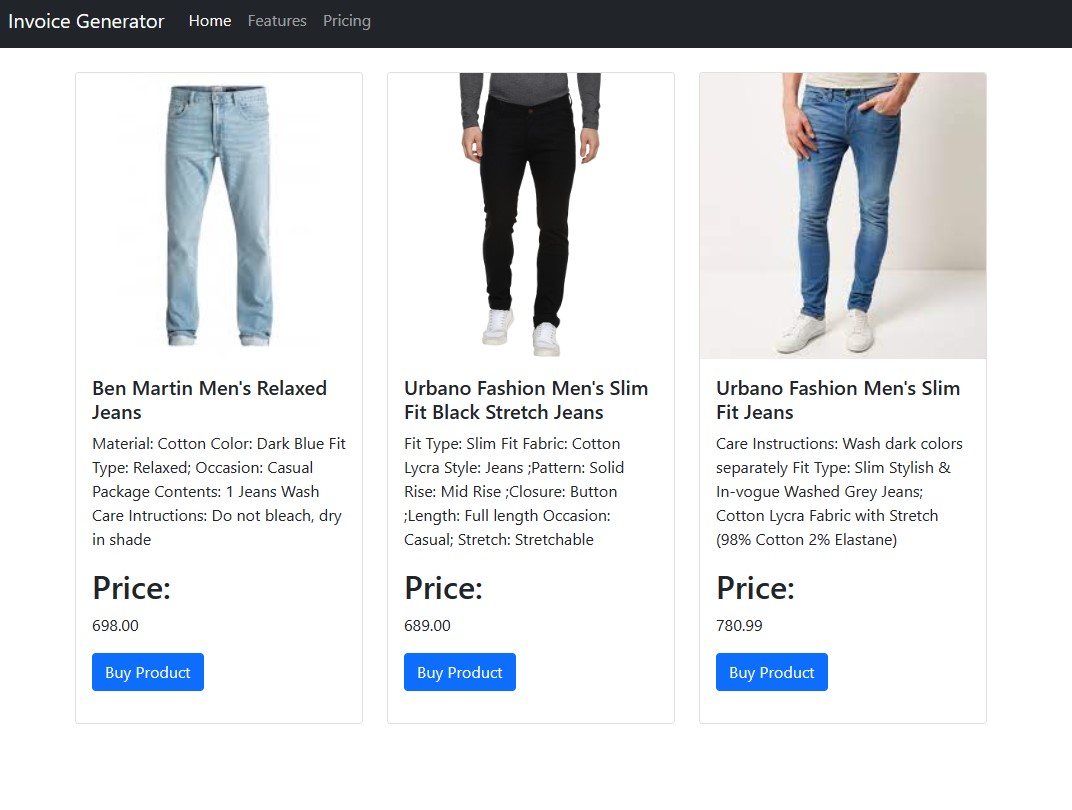 Invoice Generator Home Features Pricing
Ben Martin Men's Relaxed
Jeans
Material: Cotton Color: Dark Blue Fit
Type: Relaxed; Occasion: Casual
Package Contents: 1 Jeans Wash
Care Intructions: Do not bleach, dry
in shade
Price:
698.00
Buy Product
Urbano Fashion Men's Slim
Fit Black Stretch Jeans
Fit Type: Slim Fit Fabric: Cotton
Lycra Style: Jeans ;Pattern: Solid
Rise: Mid Rise ;Closure: Button
;Length: Full length Occasion:
Casual; Stretch: Stretchable
Price:
689.00
Buy Product
Urbano Fashion Men's Slim
Fit Jeans
Care Instructions: Wash dark colors
separately Fit Type: Slim Stylish &
In-vogue Washed Grey Jeans;
Cotton Lycra Fabric with Stretch
(98% Cotton 2% Elastane)
Price:
780.99
Buy Product